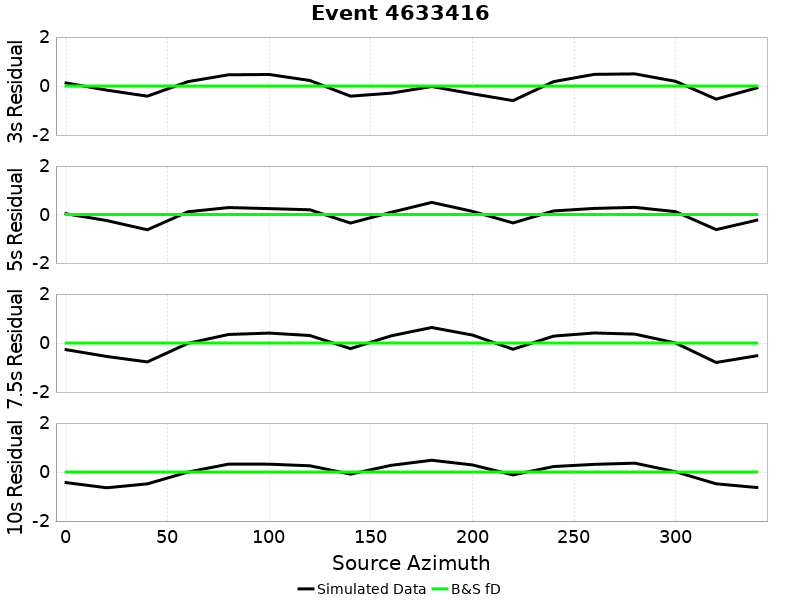 Event 4633416
3s Residual
2
0
-2
5s Residual
2
0
-2
7.5s Residual
2
0
-2
10s Residual
2
0
-2
0 50 100 150 200 250 300
Source Azimuth
Simulated Data B&S fD